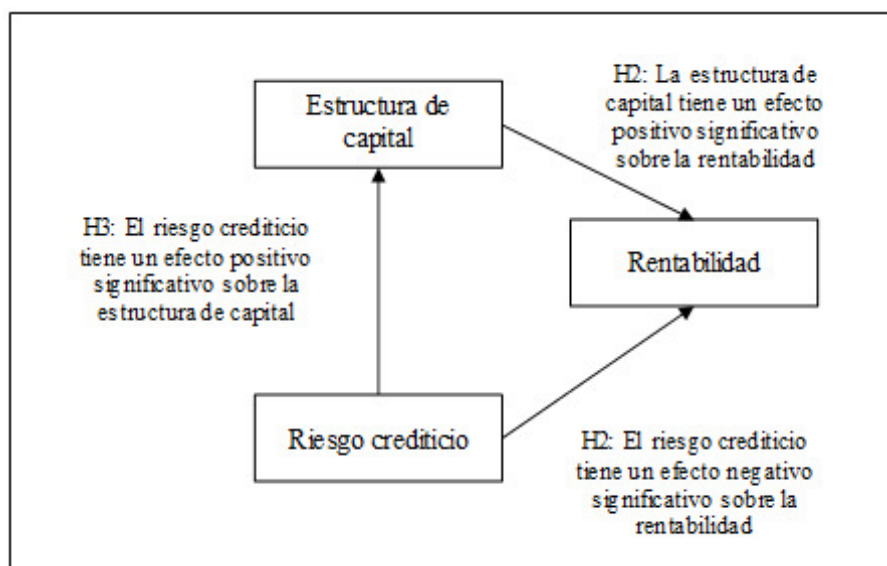 Estructura de
capital
H2: La estructura de
capital tiene un efecto
positivo significativo
sobre la rentabilidad
H3: El riesgo crediticio
tiene un efecto positivo
significativo sobre la
estructura de capital
Rentabilidad
Riesgo crediticio
H2: El riesgo crediticio
tiene un efecto negativo
significativo sobre la
rentabilidad